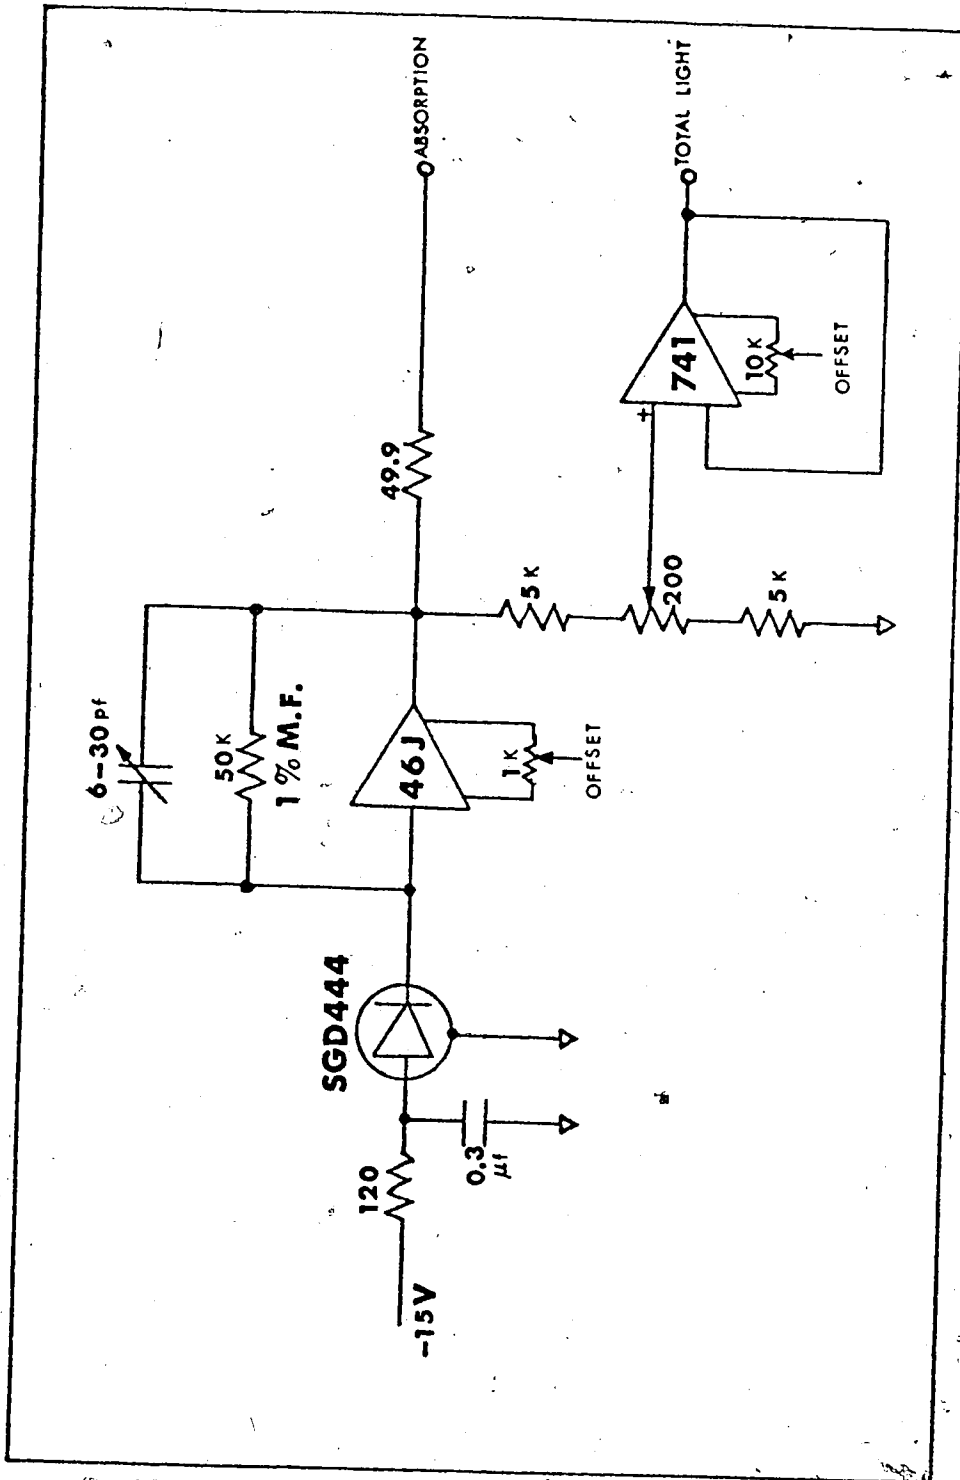 6-30pf
50K
1% M.F.
SGD444
46J
1K
OFFSET
120
-15V
0.3
μf
49.9
ABSORPTION
5K
200
5K
+
741
10K
OFFSET
TOTAL LIGHT